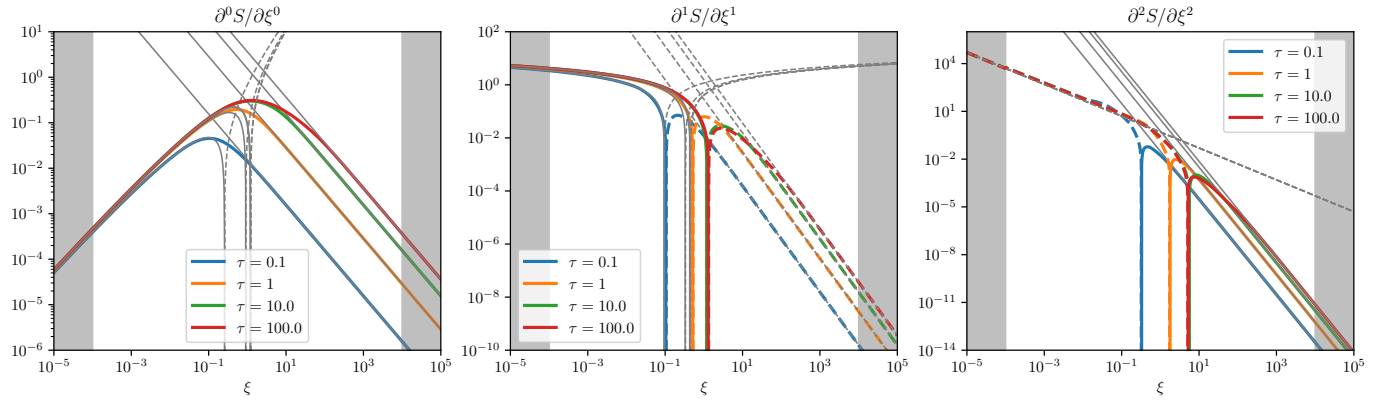 ∂⁰S/∂ξ⁰
10¹
10⁰
10⁻¹
10⁻²
10⁻³
10⁻⁴
10⁻⁵
10⁻⁶
τ = 0.1
τ = 1
τ = 10.0
τ = 100.0
10⁻⁵ 10⁻³ 10⁻¹ 10¹ 10³ 10⁵
ξ
∂¹S/∂ξ¹
10²
10⁰
10⁻²
10⁻⁴
10⁻⁶
10⁻⁸
10⁻¹⁰
τ = 0.1
τ = 1
τ = 10.0
τ = 100.0
10⁻⁵ 10⁻³ 10⁻¹ 10¹ 10³ 10⁵
ξ
∂²S/∂ξ²
10⁴
10¹
10⁻²
10⁻⁵
10⁻⁸
10⁻¹¹
10⁻¹⁴
τ = 0.1
τ = 1
τ = 10.0
τ = 100.0
10⁻⁵ 10⁻³ 10⁻¹ 10¹ 10³ 10⁵
ξ